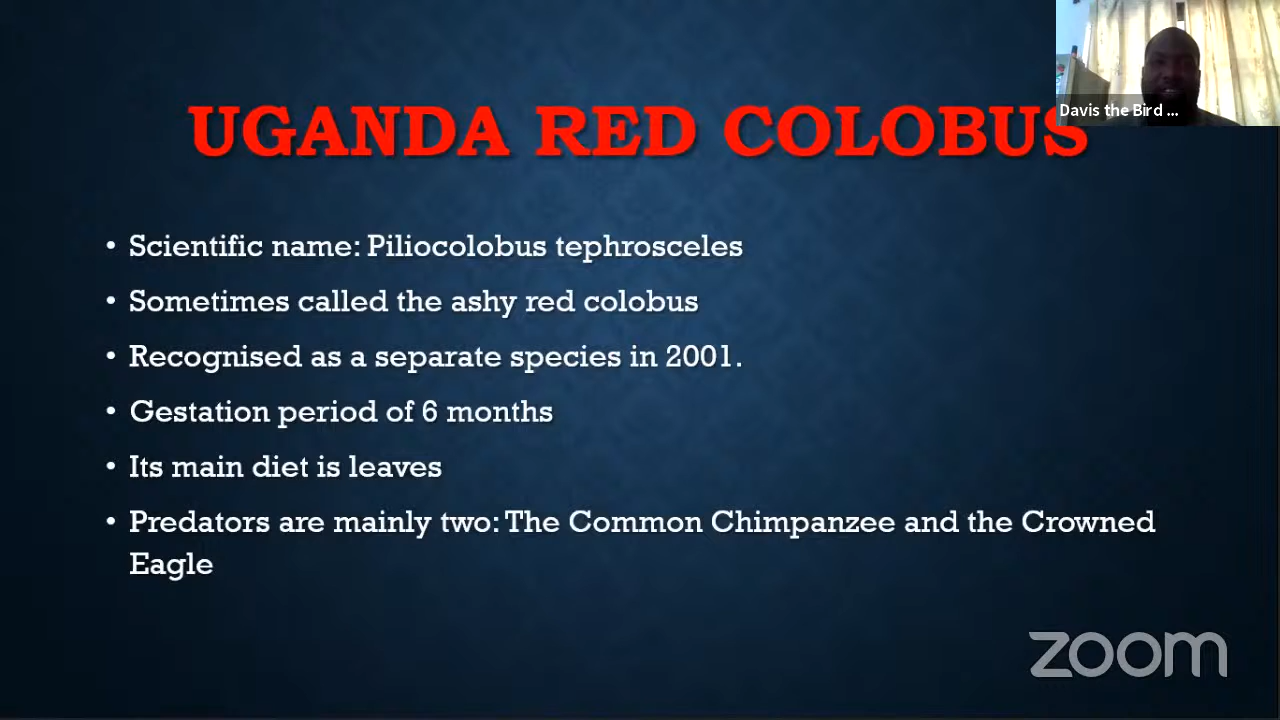 Davis the Bird ...
UGANDA RED COLOBUS
• Scientific name: Piliocolobus tephrosceles
• Sometimes called the ashy red colobus
• Recognised as a separate species in 2001.
• Gestation period of 6 months
• Its main diet is leaves
• Predators are mainly two: The Common Chimpanzee and the Crowned
Eagle
zoom